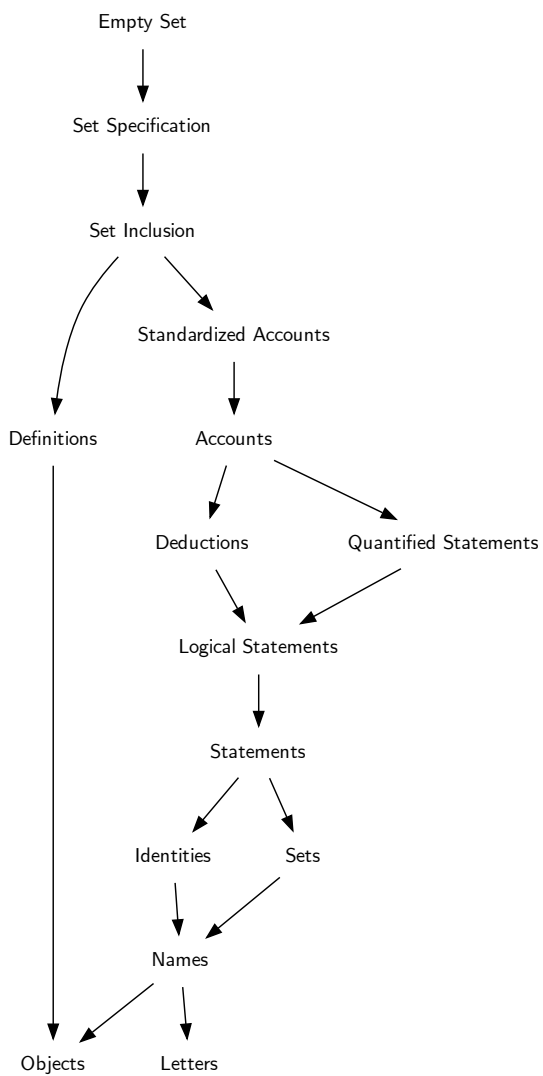 Empty Set
Set Specification
Set Inclusion
Standardized Accounts
Definitions
Accounts
Deductions
Quantified Statements
Logical Statements
Statements
Identities
Sets
Names
Objects
Letters